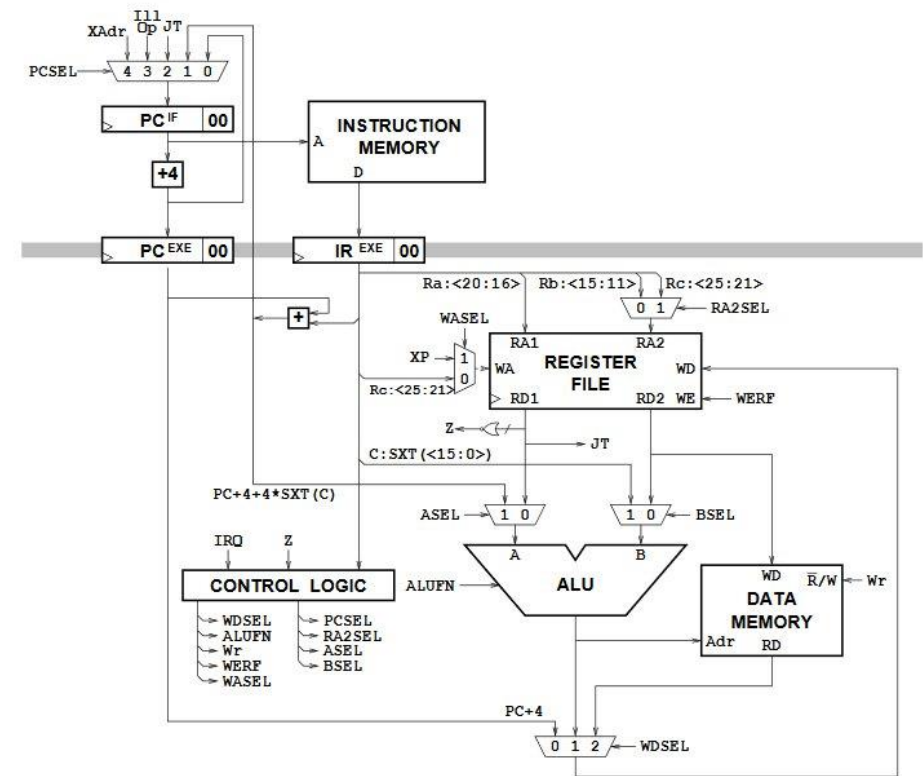 Ill
XAdr Op JT
PCSEL 4 3 2 1 0
PC IF 00
INSTRUCTION
MEMORY
A
D
+4
PC EXE 00
IR EXE 00
Ra:<20:16> Rb:<15:11> Rc:<25:21>
+
WASEL
0 1
RA2SEL
XP 1
0
Rc:<25:21>
RA1 RA2
WA REGISTER WD
FILE
RD1 RD2 WE
WERF
Z
JT
C:SXT(<15:0>)
PC+4+4*SXT(C)
ASEL 1 0
1 0 BSEL
IRQ Z
A B
CONTROL LOGIC
ALUFN
ALU
WD R̅/W Wr
DATA
MEMORY
Adr
RD
WDSEL PCSEL
ALUFN RA2SEL
Wr ASEL
WERF BSEL
WASEL
PC+4
0 1 2 WDSEL